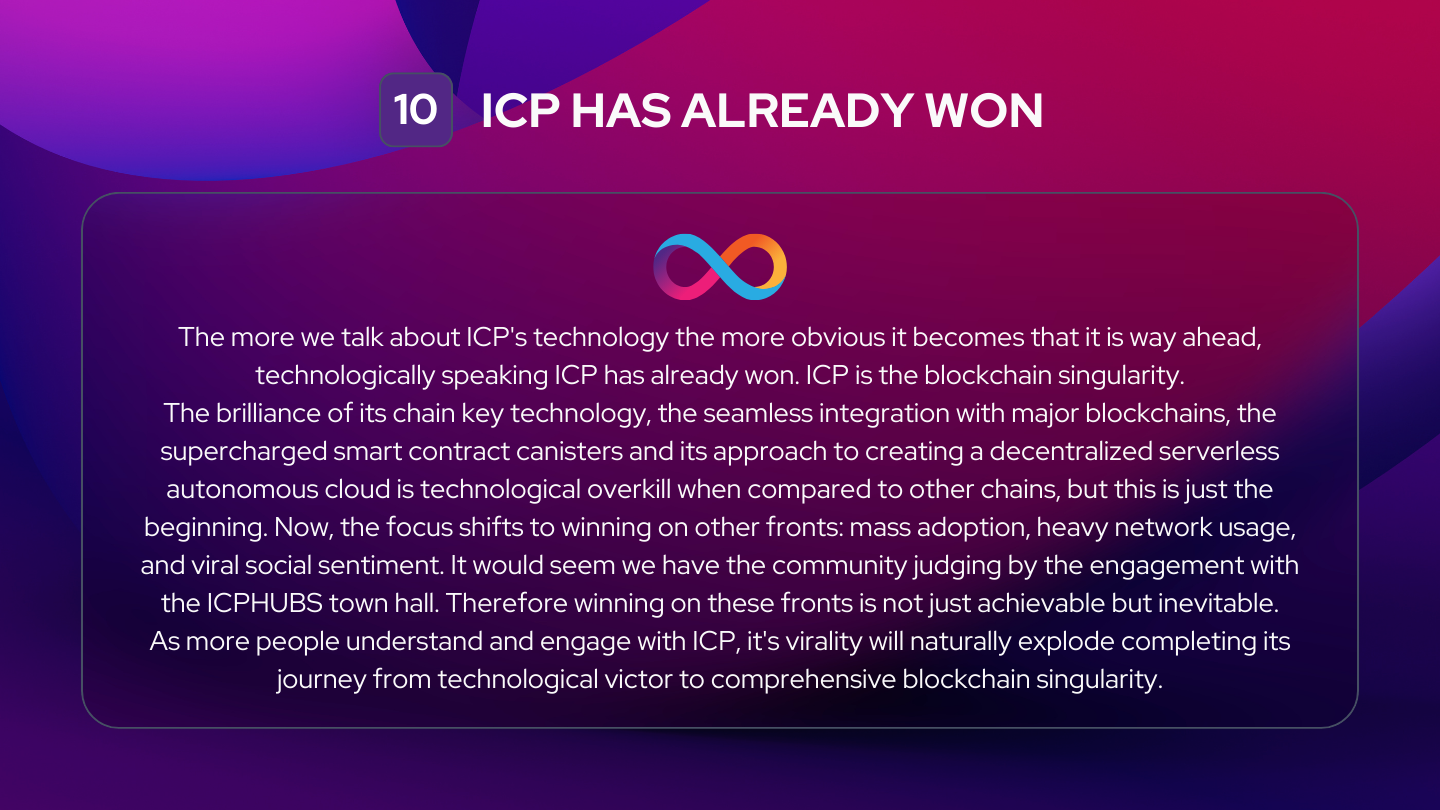 10 ICP HAS ALREADY WON
The more we talk about ICP's technology the more obvious it becomes that it is way ahead,
technologically speaking ICP has already won. ICP is the blockchain singularity.
The brilliance of its chain key technology, the seamless integration with major blockchains, the
supercharged smart contract canisters and its approach to creating a decentralized serverless
autonomous cloud is technological overkill when compared to other chains, but this is just the
beginning. Now, the focus shifts to winning on other fronts: mass adoption, heavy network usage,
and viral social sentiment. It would seem we have the community judging by the engagement with
the ICPHUBS town hall. Therefore winning on these fronts is not just achievable but inevitable.
As more people understand and engage with ICP, it's virality will naturally explode completing its
journey from technological victor to comprehensive blockchain singularity.